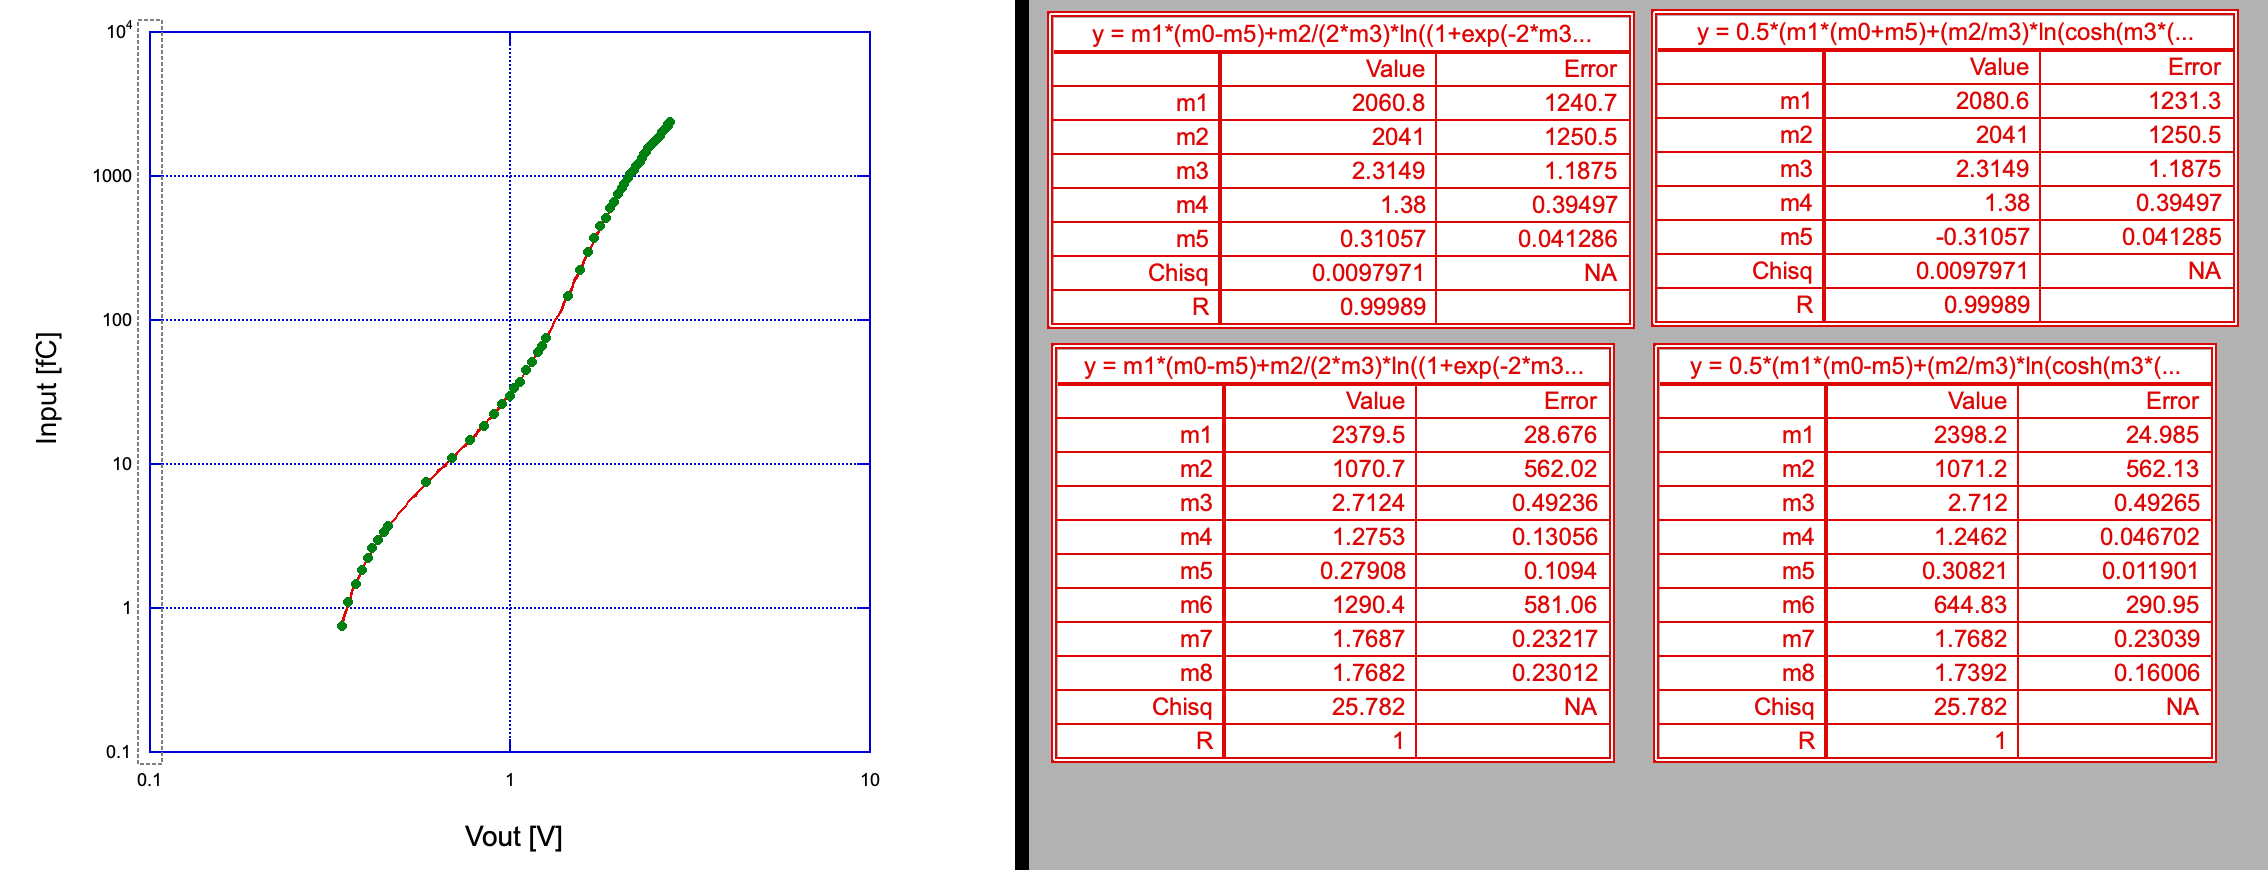 10⁴
1000
100
10
1
0.1
0.1 1 10
Input [fC]
Vout [V]
y = m1*(m0-m5)+m2/(2*m3)*ln((1+exp(-2*m3...
Value Error
m1 2060.8 1240.7
m2 2041 1250.5
m3 2.3149 1.1875
m4 1.38 0.39497
m5 0.31057 0.041286
Chisq 0.0097971 NA
R 0.99989
y = 0.5*(m1*(m0+m5)+(m2/m3)*ln(cosh(m3*(...
Value Error
m1 2080.6 1231.3
m2 2041 1250.5
m3 2.3149 1.1875
m4 1.38 0.39497
m5 -0.31057 0.041285
Chisq 0.0097971 NA
R 0.99989
y = m1*(m0-m5)+m2/(2*m3)*ln((1+exp(-2*m3...
Value Error
m1 2379.5 28.676
m2 1070.7 562.02
m3 2.7124 0.49236
m4 1.2753 0.13056
m5 0.27908 0.1094
m6 1290.4 581.06
m7 1.7687 0.23217
m8 1.7682 0.23012
Chisq 25.782 NA
R 1
y = 0.5*(m1*(m0-m5)+(m2/m3)*ln(cosh(m3*(...
Value Error
m1 2398.2 24.985
m2 1071.2 562.13
m3 2.712 0.49265
m4 1.2462 0.046702
m5 0.30821 0.011901
m6 644.83 290.95
m7 1.7682 0.23039
m8 1.7392 0.16006
Chisq 25.782 NA
R 1